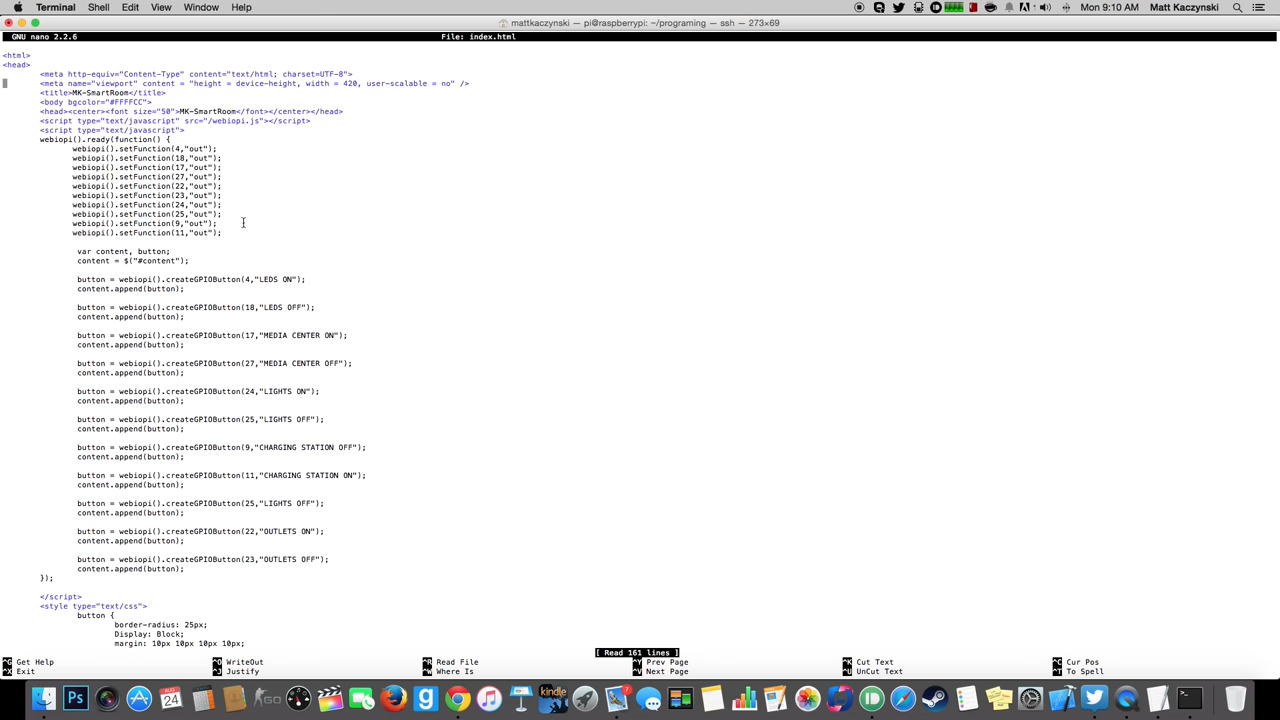 Terminal Shell Edit View Window Help
Mon 9:10 AM Matt Kaczynski
mattkaczynski — pi@raspberrypi: ~/programing — ssh — 273×69
GNU nano 2.2.6 File: index.html
<html>
<head>
<meta http-equiv="Content-Type" content="text/html; charset=UTF-8">
<meta name="viewport" content = "height = device-height, width = 420, user-scalable = no" />
<title>MK-SmartRoom</title>
<body bgcolor="#FFFFCC">
<head><center><font size="50">MK-SmartRoom</font></center></head>
<script type="text/javascript" src="/webiopi.js"></script>
<script type="text/javascript">
webiopi().ready(function() {
webiopi().setFunction(4,"out");
webiopi().setFunction(18,"out");
webiopi().setFunction(17,"out");
webiopi().setFunction(27,"out");
webiopi().setFunction(22,"out");
webiopi().setFunction(23,"out");
webiopi().setFunction(24,"out");
webiopi().setFunction(25,"out");
webiopi().setFunction(9,"out");
webiopi().setFunction(11,"out");
var content, button;
content = $("#content");
button = webiopi().createGPIOButton(4,"LEDS ON");
content.append(button);
button = webiopi().createGPIOButton(18,"LEDS OFF");
content.append(button);
button = webiopi().createGPIOButton(17,"MEDIA CENTER ON");
content.append(button);
button = webiopi().createGPIOButton(27,"MEDIA CENTER OFF");
content.append(button);
button = webiopi().createGPIOButton(24,"LIGHTS ON");
content.append(button);
button = webiopi().createGPIOButton(25,"LIGHTS OFF");
content.append(button);
button = webiopi().createGPIOButton(9,"CHARGING STATION OFF");
content.append(button);
button = webiopi().createGPIOButton(11,"CHARGING STATION ON");
content.append(button);
button = webiopi().createGPIOButton(25,"LIGHTS OFF");
content.append(button);
button = webiopi().createGPIOButton(22,"OUTLETS ON");
content.append(button);
button = webiopi().createGPIOButton(23,"OUTLETS OFF");
content.append(button);
});
</script>
<style type="text/css">
button {
border-radius: 25px;
Display: Block;
margin: 10px 10px 10px 10px;
[ Read 161 lines ]
^G Get Help ^O WriteOut ^R Read File ^Y Prev Page ^K Cut Text ^C Cur Pos
^X Exit ^J Justify ^W Where Is ^V Next Page ^U UnCut Text ^T To Spell
AUG
24
GO
kindle